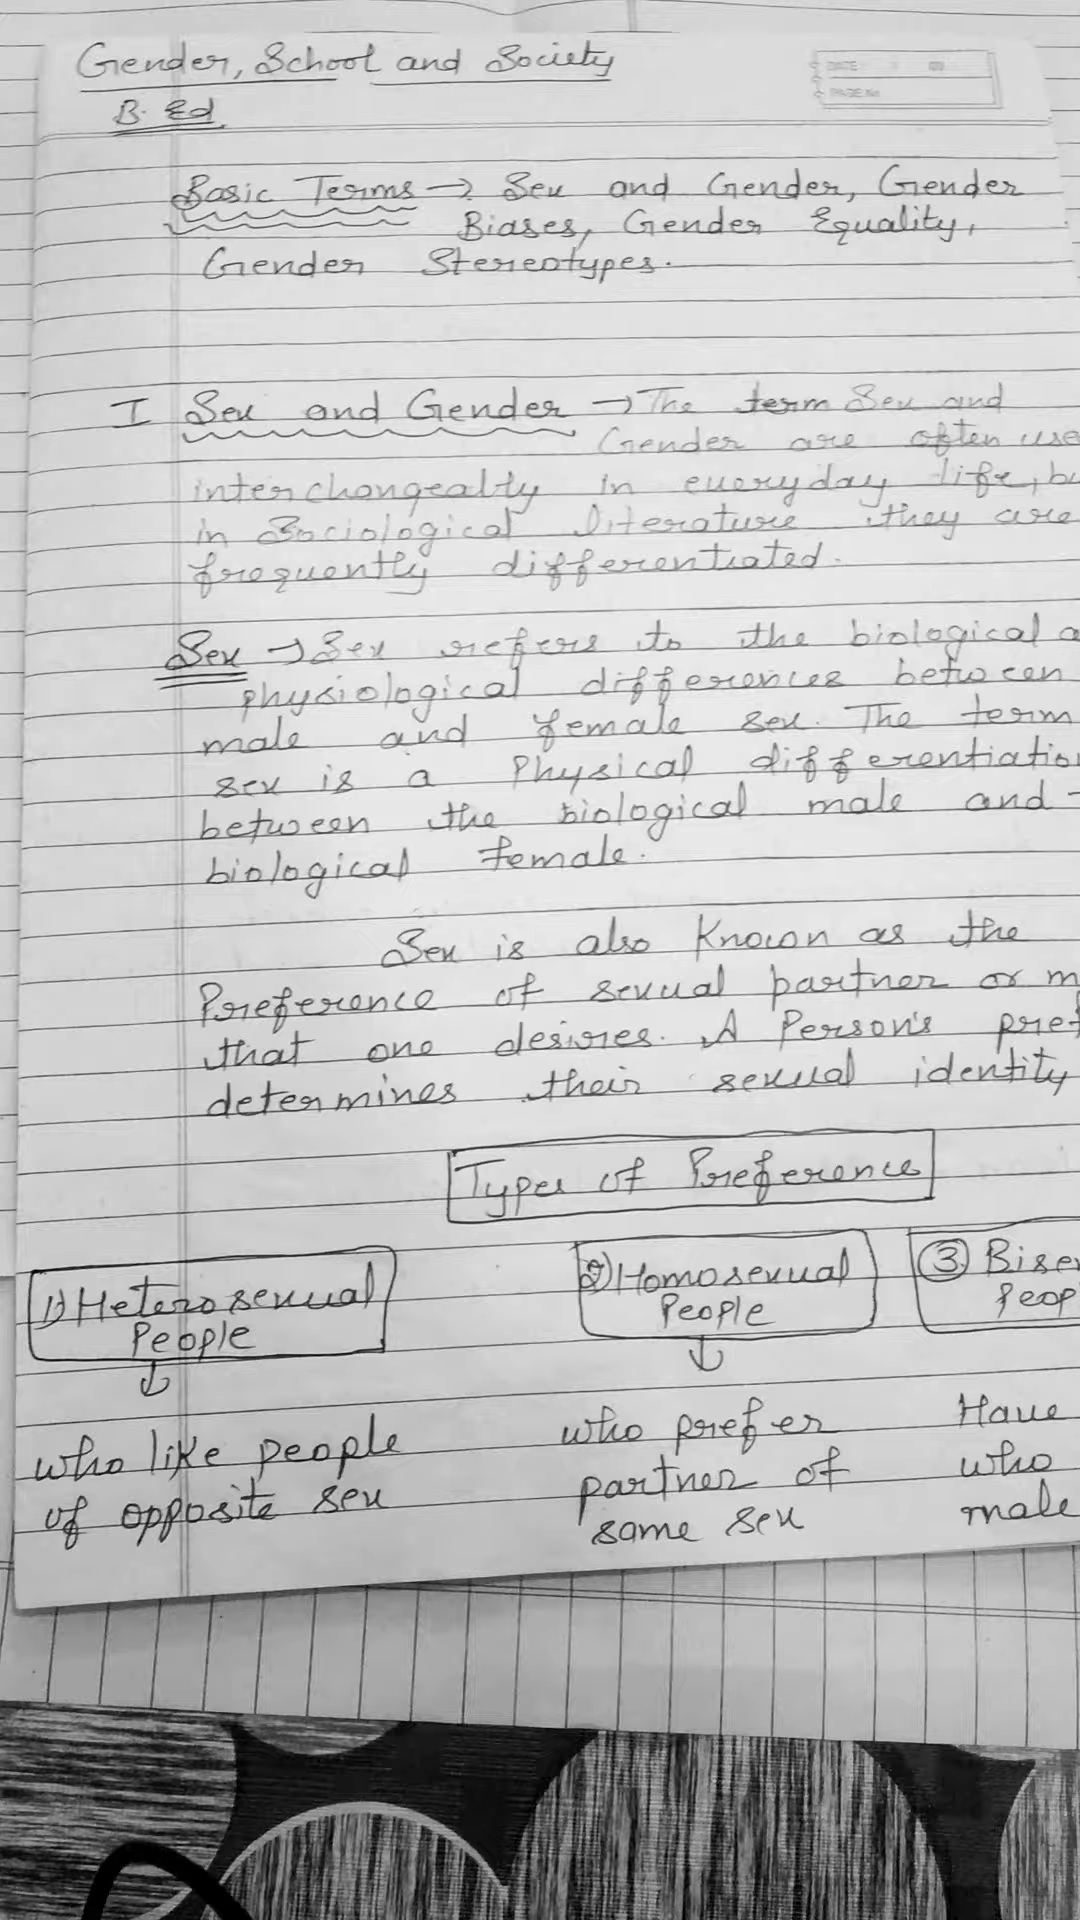 Gender, School and Society
DATE
PAGE No
B. Ed
Basic Terms → Sex and Gender, Gender
Biases, Gender Equality,
Gender Stereotypes.
I Sex and Gender → The term Sex and
Gender are often use
interchangeably in everyday life, bu
in Sociological literature they are
frequently differentiated.
Sex → Sex refers to the biological a
physiological differences between
male and female sex. The term
sex is a Physical differentiatio
between the biological male and
biological female.
Sex is also Known as the
Preference of sexual partner or m
that one desires. A Person's pref
determines their sexual identity
Types of Preference
1) Heterosexual
People
2) Homosexual
People
3 Bisex
Peop
who like people
of opposite sex
who prefer
partner of
same sex
Have
who
male